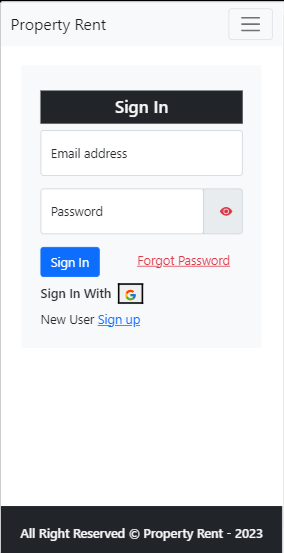 Property Rent
Sign In
Email address
Password
Sign In
Forgot Password
Sign In With G
New User Sign up
All Right Reserved © Property Rent - 2023